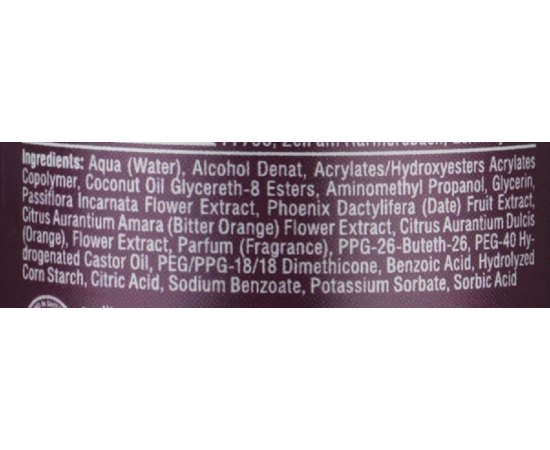 Ingredients: Aqua (Water), Alcohol Denat, Acrylates/Hydroxyesters Acrylates
Copolymer, Coconut Oil Glycereth-8 Esters, Aminomethyl Propanol, Glycerin,
Passiflora Incarnata Flower Extract, Phoenix Dactylifera (Date) Fruit Extract,
Citrus Aurantium Amara (Bitter Orange) Flower Extract, Citrus Aurantium Dulcis
(Orange), Flower Extract, Parfum (Fragrance), PPG-26-Buteth-26, PEG-40 Hy-
drogenated Castor Oil, PEG/PPG-18/18 Dimethicone, Benzoic Acid, Hydrolyzed
Corn Starch, Citric Acid, Sodium Benzoate, Potassium Sorbate, Sorbic Acid